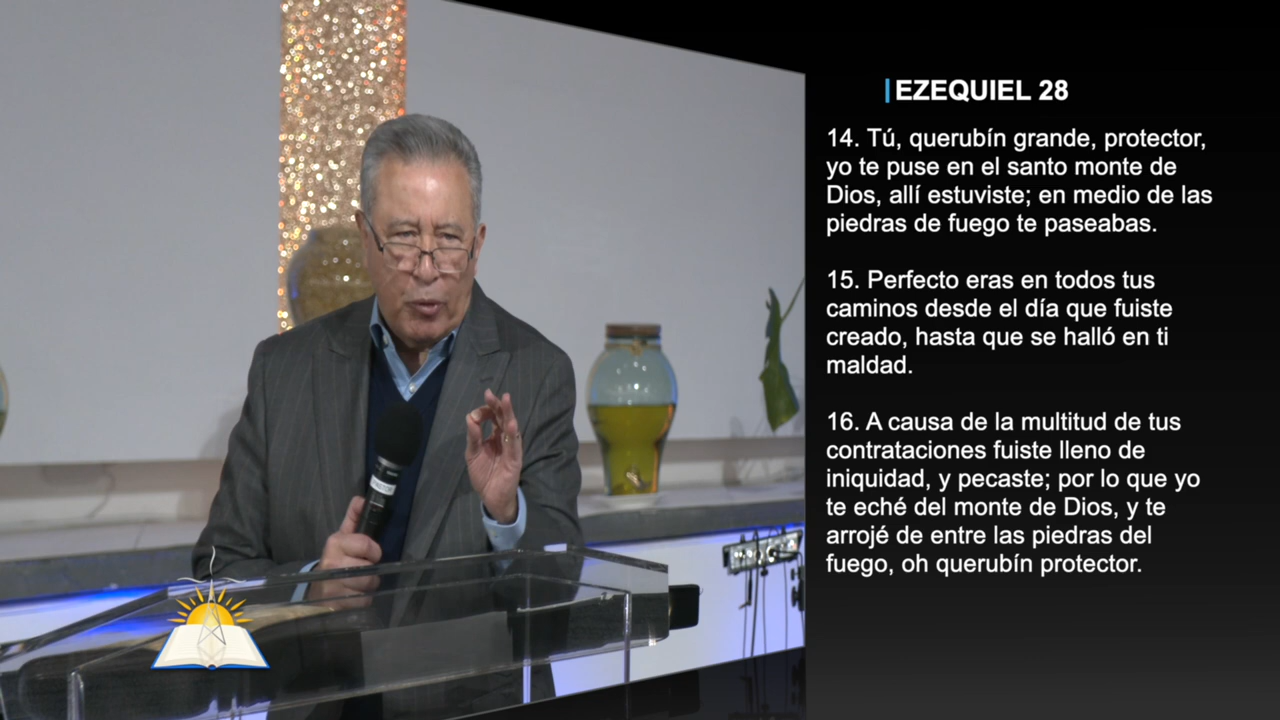 EZEQUIEL 28
14. Tú, querubín grande, protector,
yo te puse en el santo monte de
Dios, allí estuviste; en medio de las
piedras de fuego te paseabas.
15. Perfecto eras en todos tus
caminos desde el día que fuiste
creado, hasta que se halló en ti
maldad.
16. A causa de la multitud de tus
contrataciones fuiste lleno de
iniquidad, y pecaste; por lo que yo
te eché del monte de Dios, y te
arrojé de entre las piedras del
fuego, oh querubín protector.